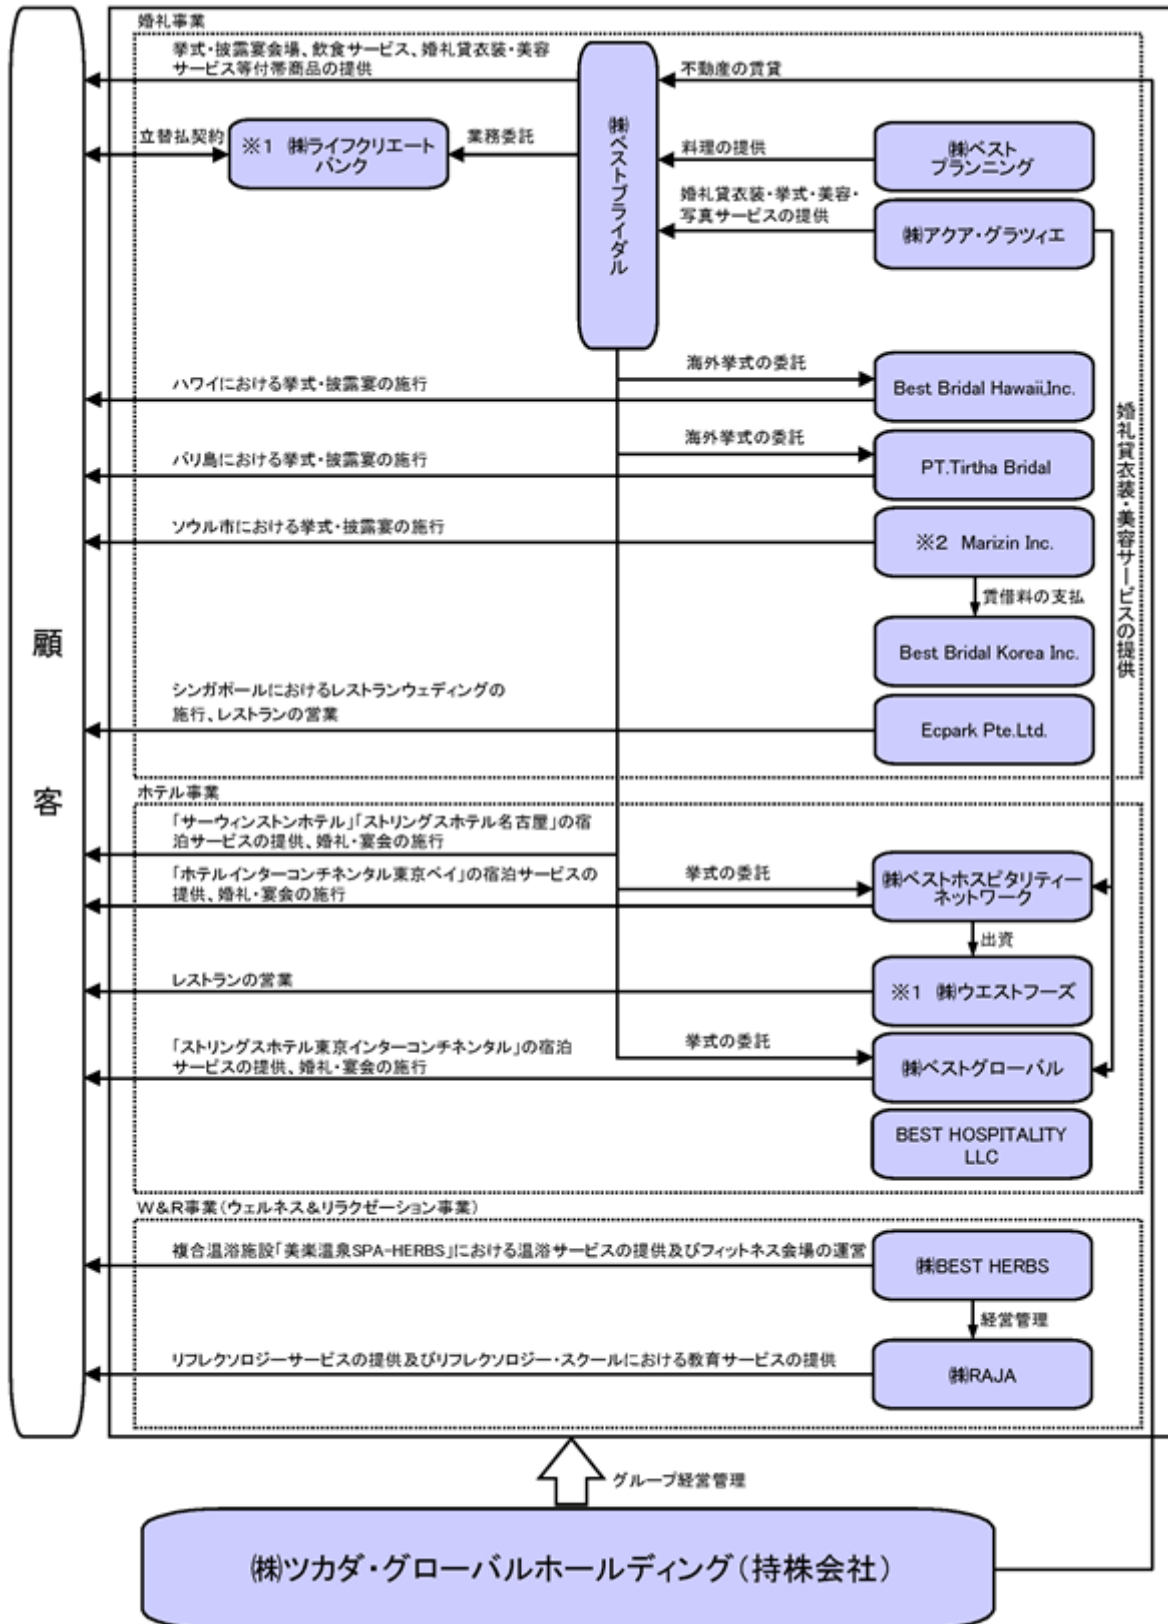 婚礼事業
挙式・披露宴会場、飲食サービス、婚礼貸衣装・美容
サービス等付帯商品の提供
不動産の賃貸
㈱ベストブライダル
立替払契約
※1 ㈱ライフクリエート
バンク
業務委託
料理の提供
㈱ベスト
プランニング
婚礼貸衣装・挙式・美容・
写真サービスの提供
㈱アクア・グラツィエ
海外挙式の委託
ハワイにおける挙式・披露宴の施行
Best Bridal Hawaii,Inc.
海外挙式の委託
バリ島における挙式・披露宴の施行
PT.Tirtha Bridal
婚礼貸衣装・美容サービスの提供
ソウル市における挙式・披露宴の施行
※2 Marizin Inc.
賃借料の支払
Best Bridal Korea Inc.
シンガポールにおけるレストランウェディングの
施行、レストランの営業
Ecpark Pte.Ltd.
顧客
ホテル事業
「サーウィンストンホテル」「ストリングスホテル名古屋」の宿
泊サービスの提供、婚礼・宴会の施行
「ホテルインターコンチネンタル東京ベイ」の宿泊サービスの
提供、婚礼・宴会の施行
挙式の委託
㈱ベストホスピタリティー
ネットワーク
出資
レストランの営業
※1 ㈱ウエストフーズ
「ストリングスホテル東京インターコンチネンタル」の宿泊
サービスの提供、婚礼・宴会の施行
挙式の委託
㈱ベストグローバル
BEST HOSPITALITY
LLC
W&R事業(ウェルネス&リラクゼーション事業)
複合温浴施設「美楽温泉SPA-HERBS」における温浴サービスの提供及びフィットネス会場の運営
㈱BEST HERBS
経営管理
リフレクソロジーサービスの提供及びリフレクソロジー・スクールにおける教育サービスの提供
㈱RAJA
グループ経営管理
㈱ツカダ・グローバルホールディング(持株会社)